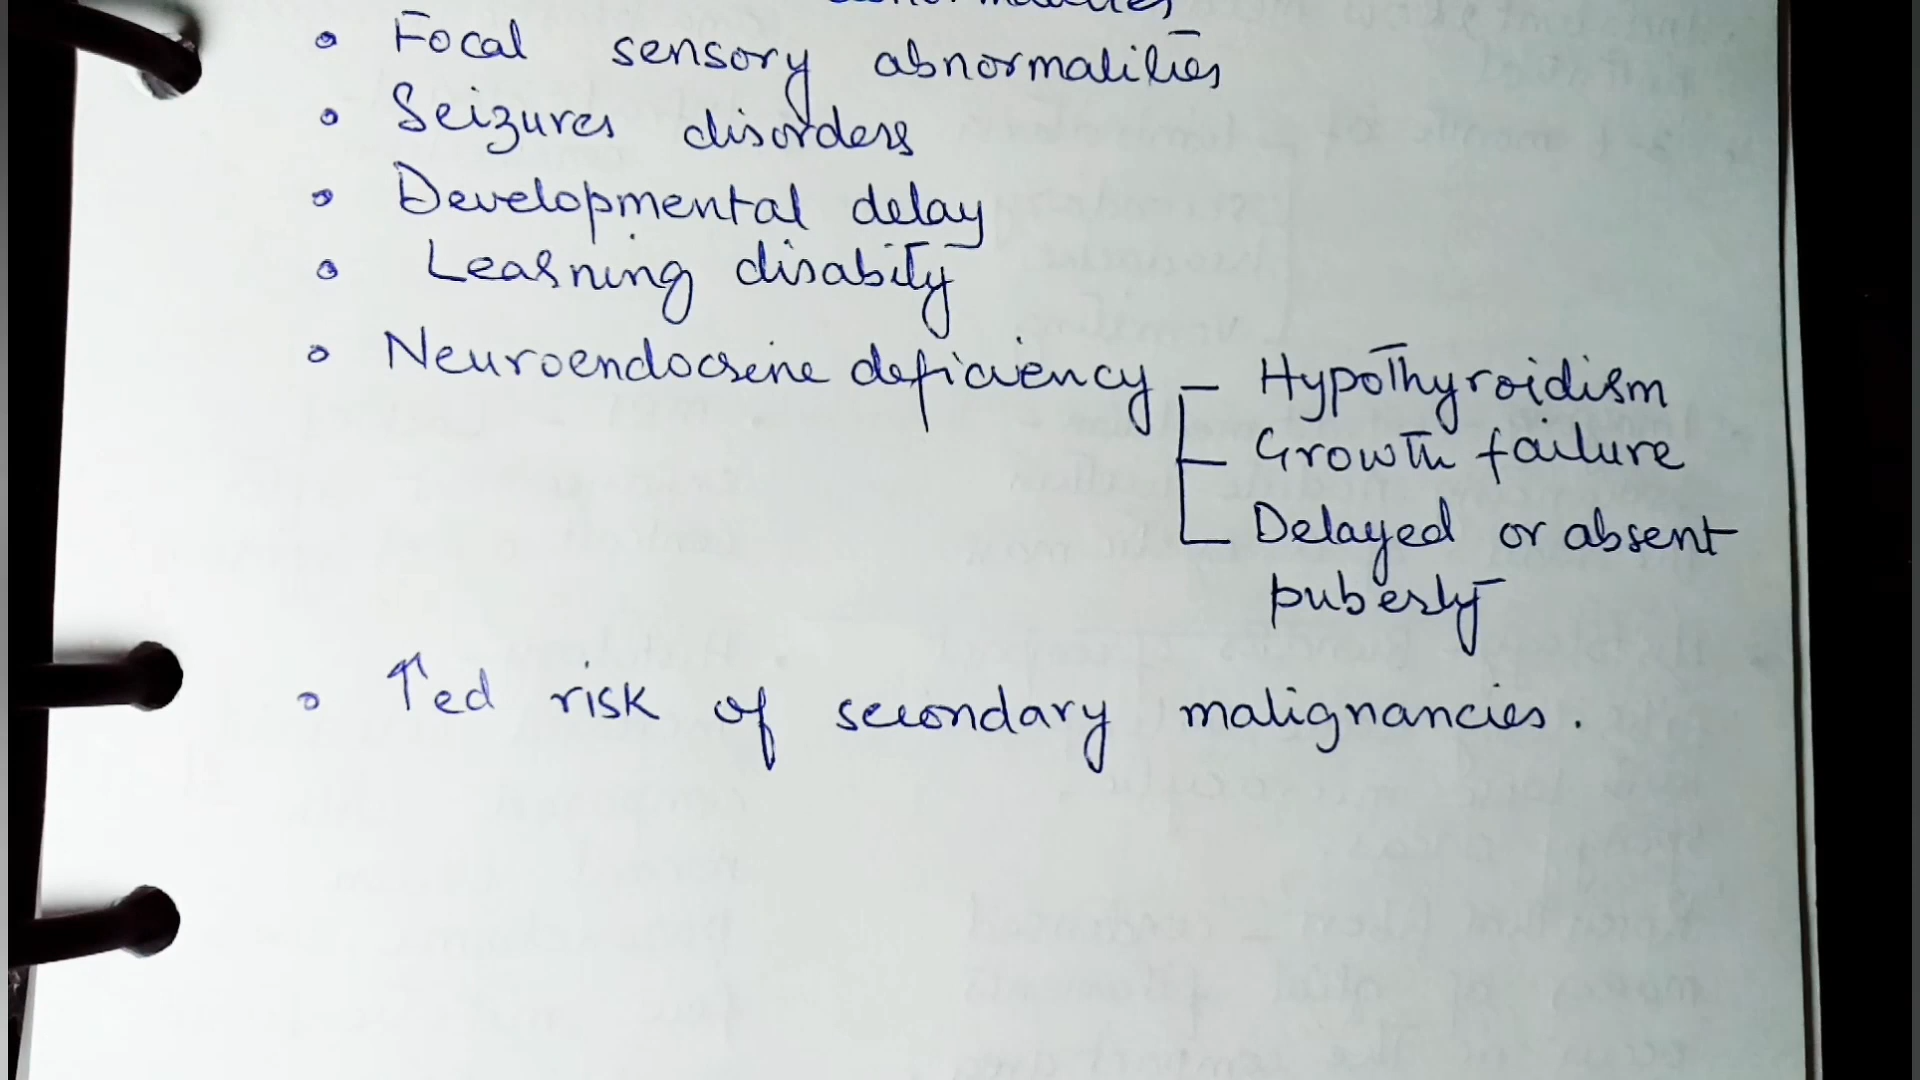 abnormalities
• Focal sensory abnormalities
• Seizures disorders
• Developmental delay
• Learning disabity
• Neuroendocrine deficiency – Hypothyroidism
– Growth failure
– Delayed or absent
puberty
• ↑ed risk of secondary malignancies.